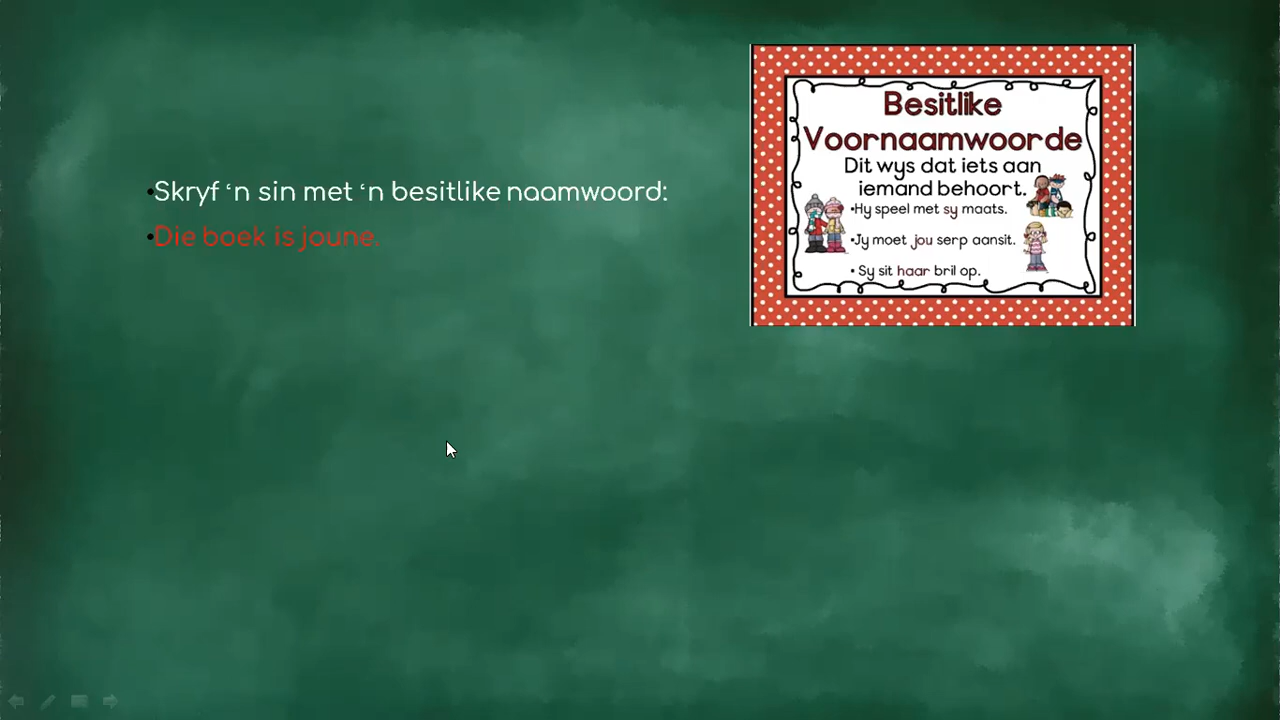 •Skryf ‘n sin met ‘n besitlike naamwoord:
•Die boek is joune.
Besitlike
Voornaamwoorde
Dit wys dat iets aan
iemand behoort.
•Hy speel met sy maats.
•Jy moet jou serp aansit.
• Sy sit haar bril op.